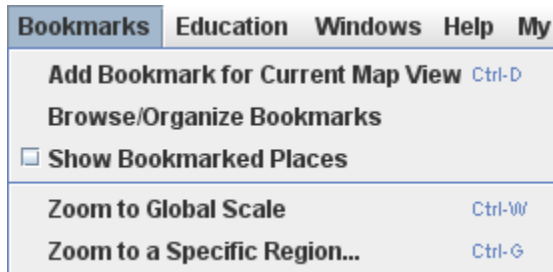 Bookmarks Education Windows Help My
Add Bookmark for Current Map View Ctrl-D
Browse/Organize Bookmarks
Show Bookmarked Places
Zoom to Global Scale Ctrl-W
Zoom to a Specific Region... Ctrl-G